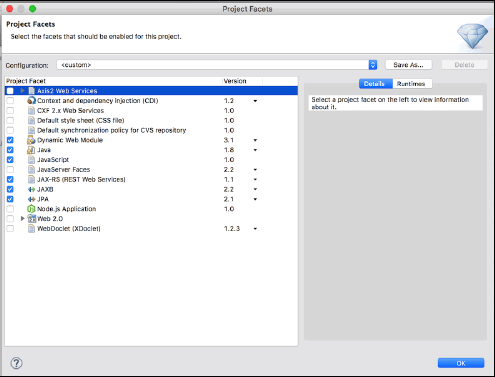 Project Facets
Project Facets
Select the facets that should be enabled for this project.
Configuration: <custom> Save As... Delete
Project Facet Version
Axis2 Web Services
Context and dependency injection (CDI) 1.2
CXF 2.x Web Services 1.0
Default style sheet (CSS file) 1.0
Default synchronization policy for CVS repository 1.0
Dynamic Web Module 3.1
Java 1.8
JavaScript 1.0
JavaServer Faces 2.2
JAX-RS (REST Web Services) 1.1
JAXB 2.2
JPA 2.1
Node.js Application 1.0
Web 2.0
WebDoclet (XDoclet) 1.2.3
Details Runtimes
Select a project facet on the left to view information
about it.
? OK